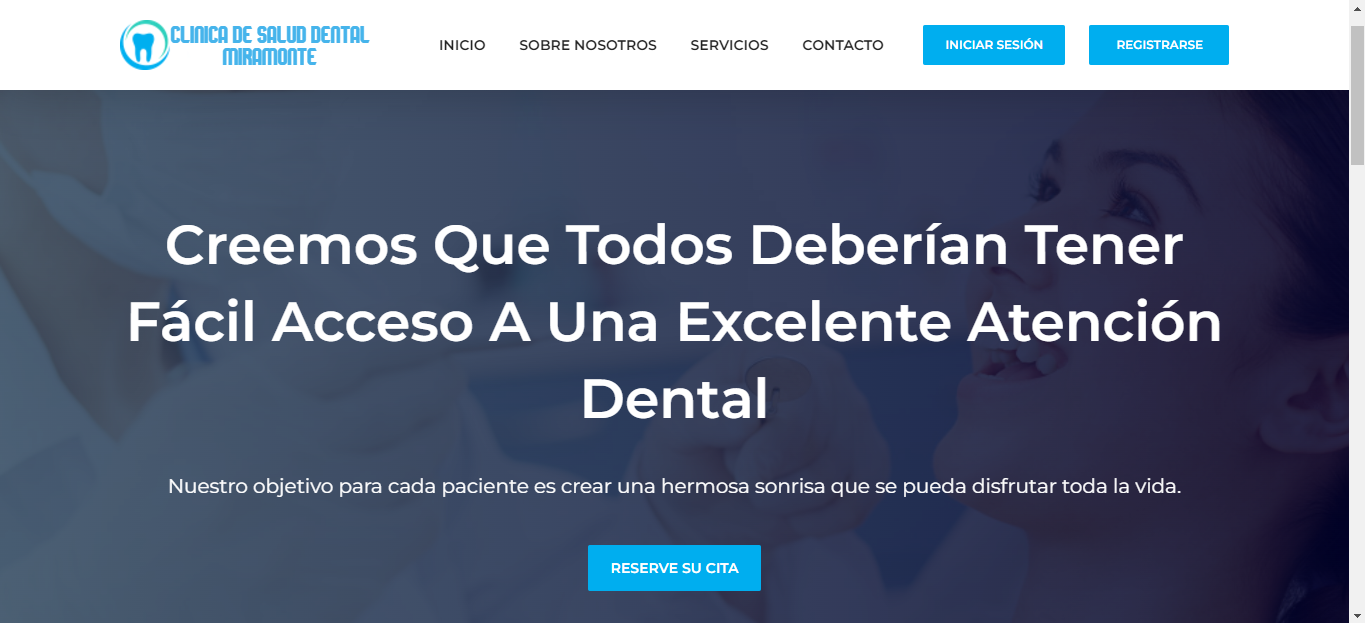 CLINICA DE SALUD DENTAL
MIRAMONTE
INICIO
SOBRE NOSOTROS
SERVICIOS
CONTACTO
INICIAR SESIÓN
REGISTRARSE
Creemos Que Todos Deberían Tener
Fácil Acceso A Una Excelente Atención
Dental
Nuestro objetivo para cada paciente es crear una hermosa sonrisa que se pueda disfrutar toda la vida.
RESERVE SU CITA